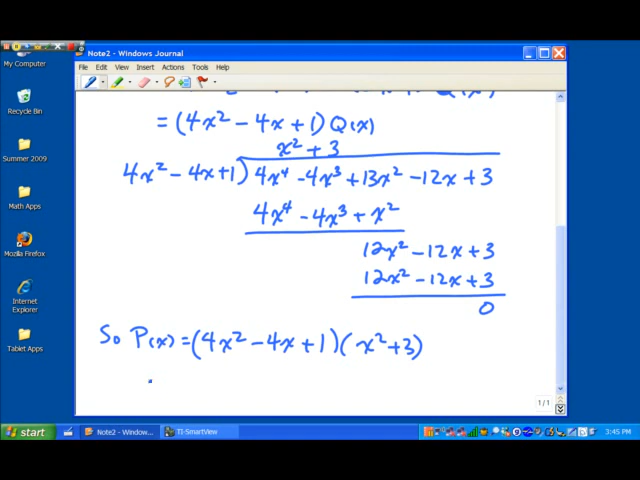 Note2 - Windows Journal
File Edit View Insert Actions Tools Help
My Computer
Recycle Bin
Summer 2009
Math Apps
Mozilla Firefox
Internet Explorer
Tablet Apps
= (4x² - 4x + 1) Q(x)
x² + 3
4x² - 4x + 1) 4x⁴ - 4x³ + 13x² - 12x + 3
4x⁴ - 4x³ + x²
12x² - 12x + 3
12x² - 12x + 3
0
So P(x) = (4x² - 4x + 1)(x² + 3)
1/1
start Note2 - Window... TI-SmartView 3:45 PM